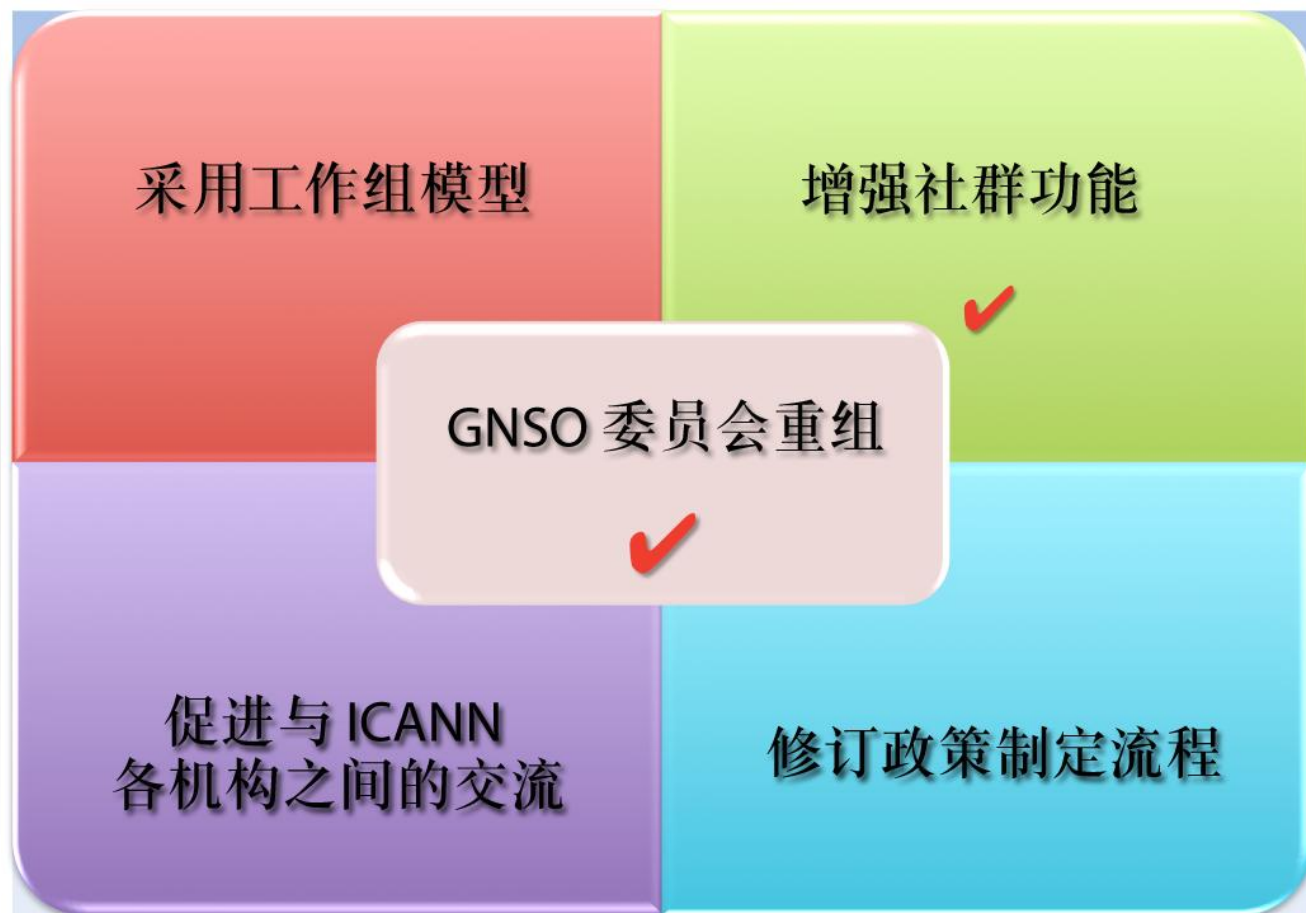 采用工作组模型
增强社群功能
✔
GNSO 委员会重组
✔
促进与 ICANN
各机构之间的交流
修订政策制定流程